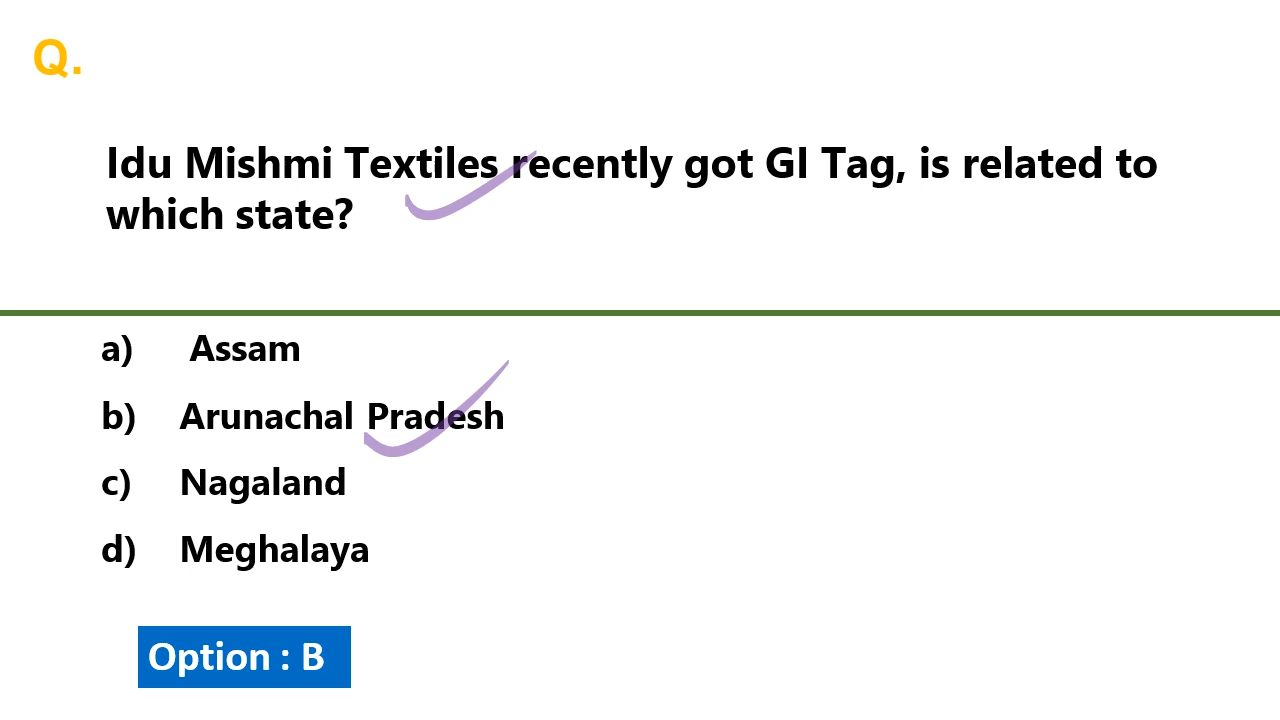 Q.
Idu Mishmi Textiles recently got GI Tag, is related to
which state?
a) Assam
b) Arunachal Pradesh
c) Nagaland
d) Meghalaya
Option : B